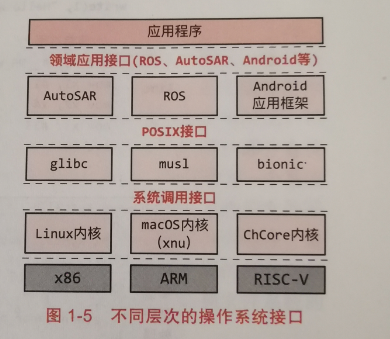 应用程序
领域应用接口(ROS、AutoSAR、Android等)
AutoSAR ROS Android
应用框架
POSIX接口
glibc musl bionic
系统调用接口
Linux内核 macOS内核 ChCore内核
(xnu)
x86 ARM RISC-V
图 1-5 不同层次的操作系统接口